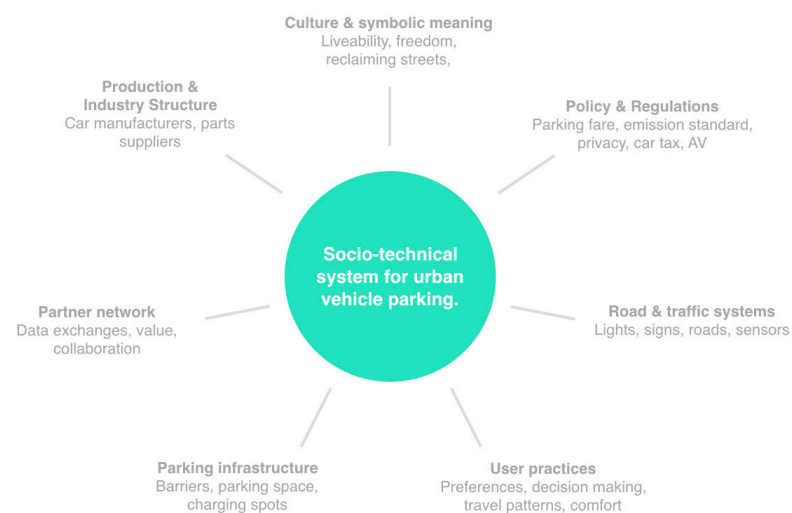 Culture & symbolic meaning
Liveability, freedom,
reclaiming streets,
Production &
Industry Structure
Car manufacturers, parts
suppliers
Policy & Regulations
Parking fare, emission standard,
privacy, car tax, AV
Socio-technical
system for urban
vehicle parking.
Partner network
Data exchanges, value,
collaboration
Road & traffic systems
Lights, signs, roads, sensors
Parking infrastructure
Barriers, parking space,
charging spots
User practices
Preferences, decision making,
travel patterns, comfort